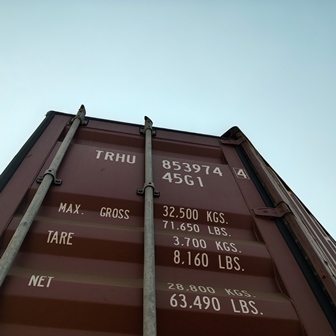 TRHU 853974 4
45G1
MAX. GROSS 32.500 KGS.
71.650 LBS.
TARE 3.700 KGS.
8.160 LBS.
NET 28.800 KGS.
63.490 LBS.